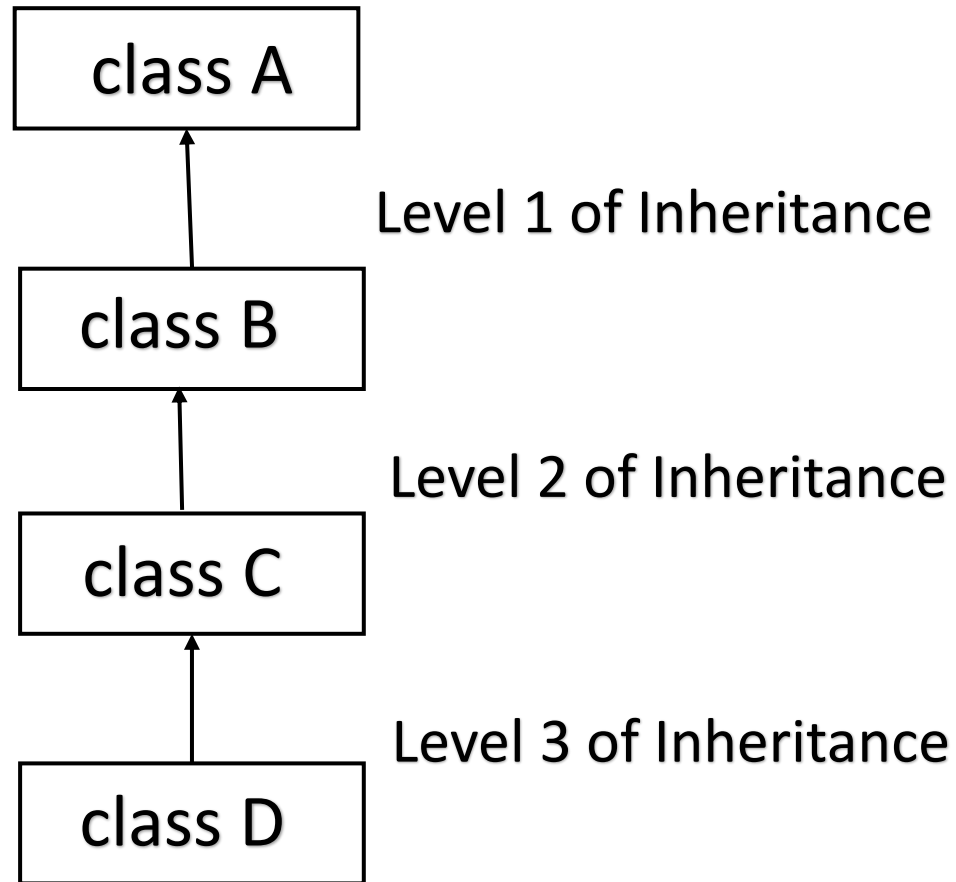 class A
Level 1 of Inheritance
class B
Level 2 of Inheritance
class C
Level 3 of Inheritance
class D